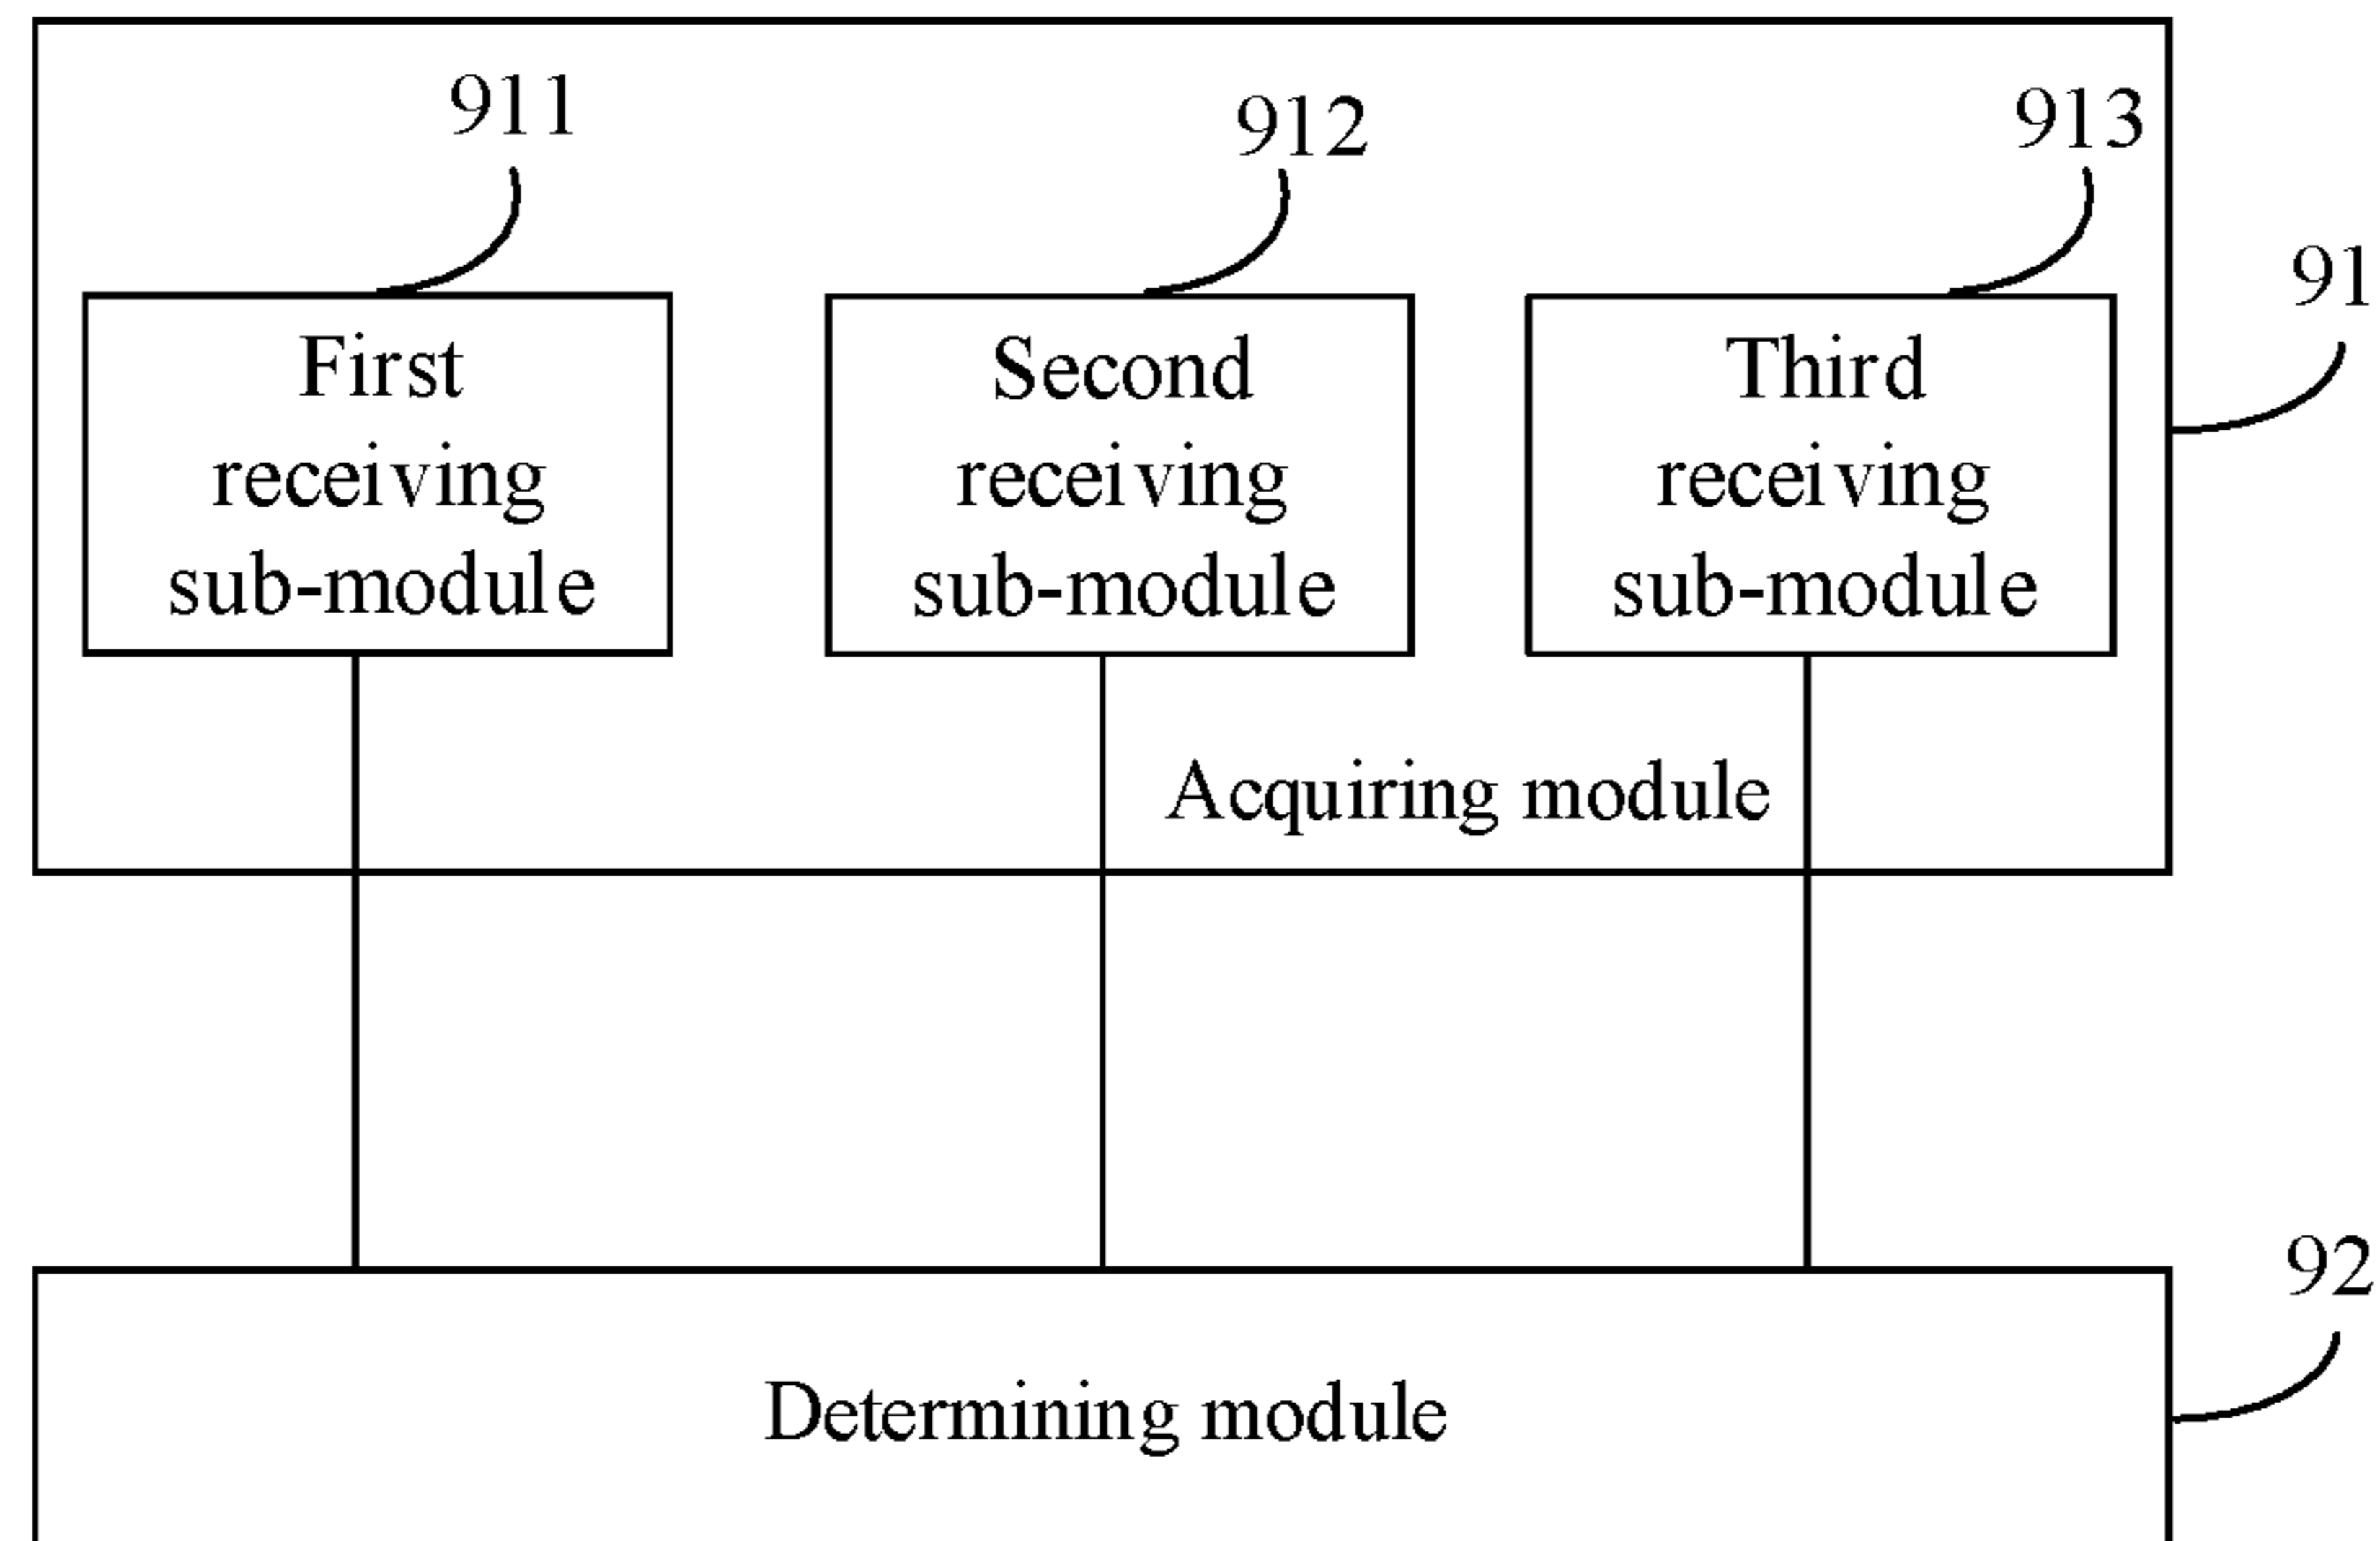 911
912
913
91
First
receiving
sub-module
Second
receiving
sub-module
Third
receiving
sub-module
Acquiring module
92
Determining module